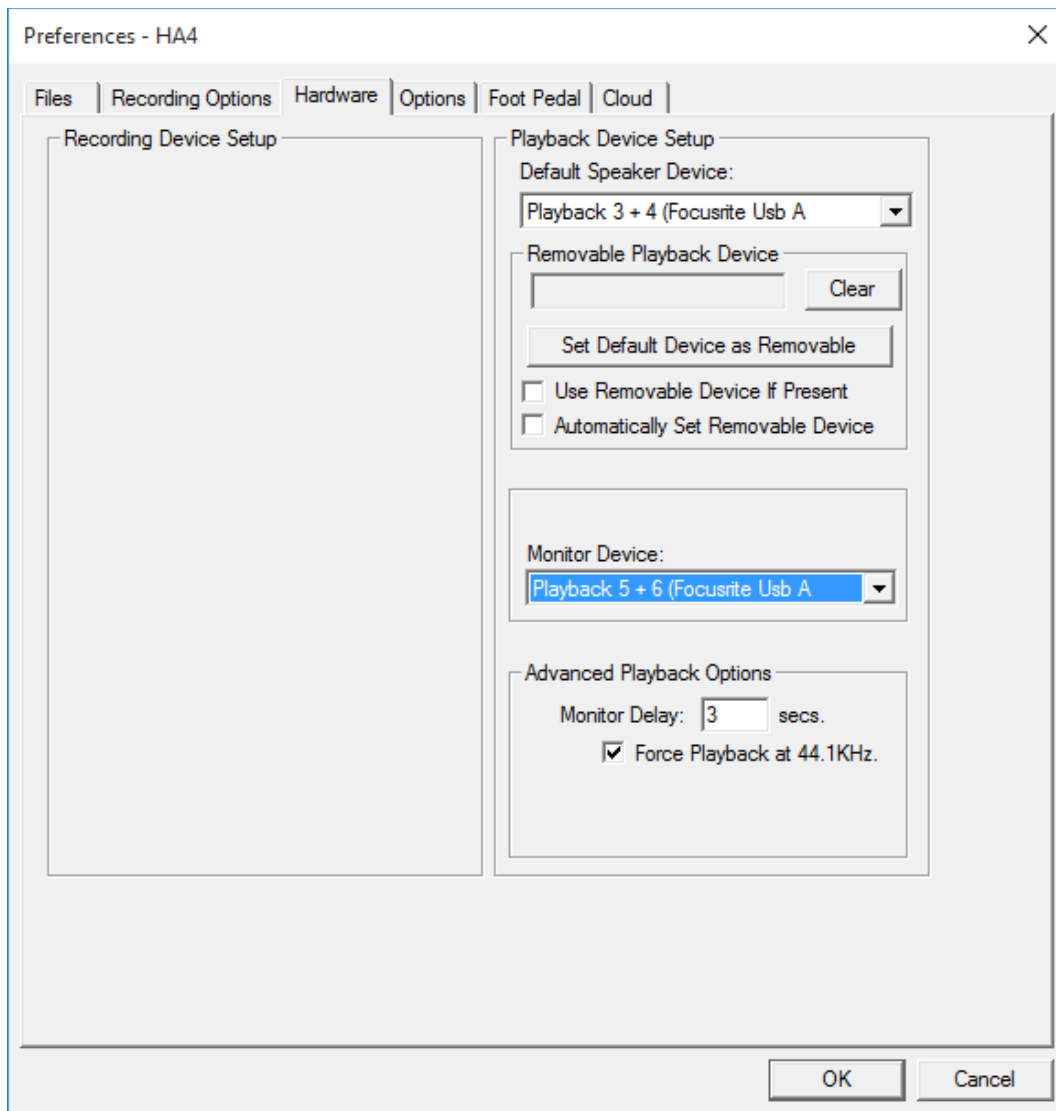 Preferences - HA4
Files
Recording Options
Hardware
Options
Foot Pedal
Cloud
Recording Device Setup
Playback Device Setup
Default Speaker Device:
Playback 3 + 4 (Focusrite Usb A
Removable Playback Device
Clear
Set Default Device as Removable
Use Removable Device If Present
Automatically Set Removable Device
Monitor Device:
Playback 5 + 6 (Focusrite Usb A
Advanced Playback Options
Monitor Delay: 3 secs.
Force Playback at 44.1KHz.
OK
Cancel